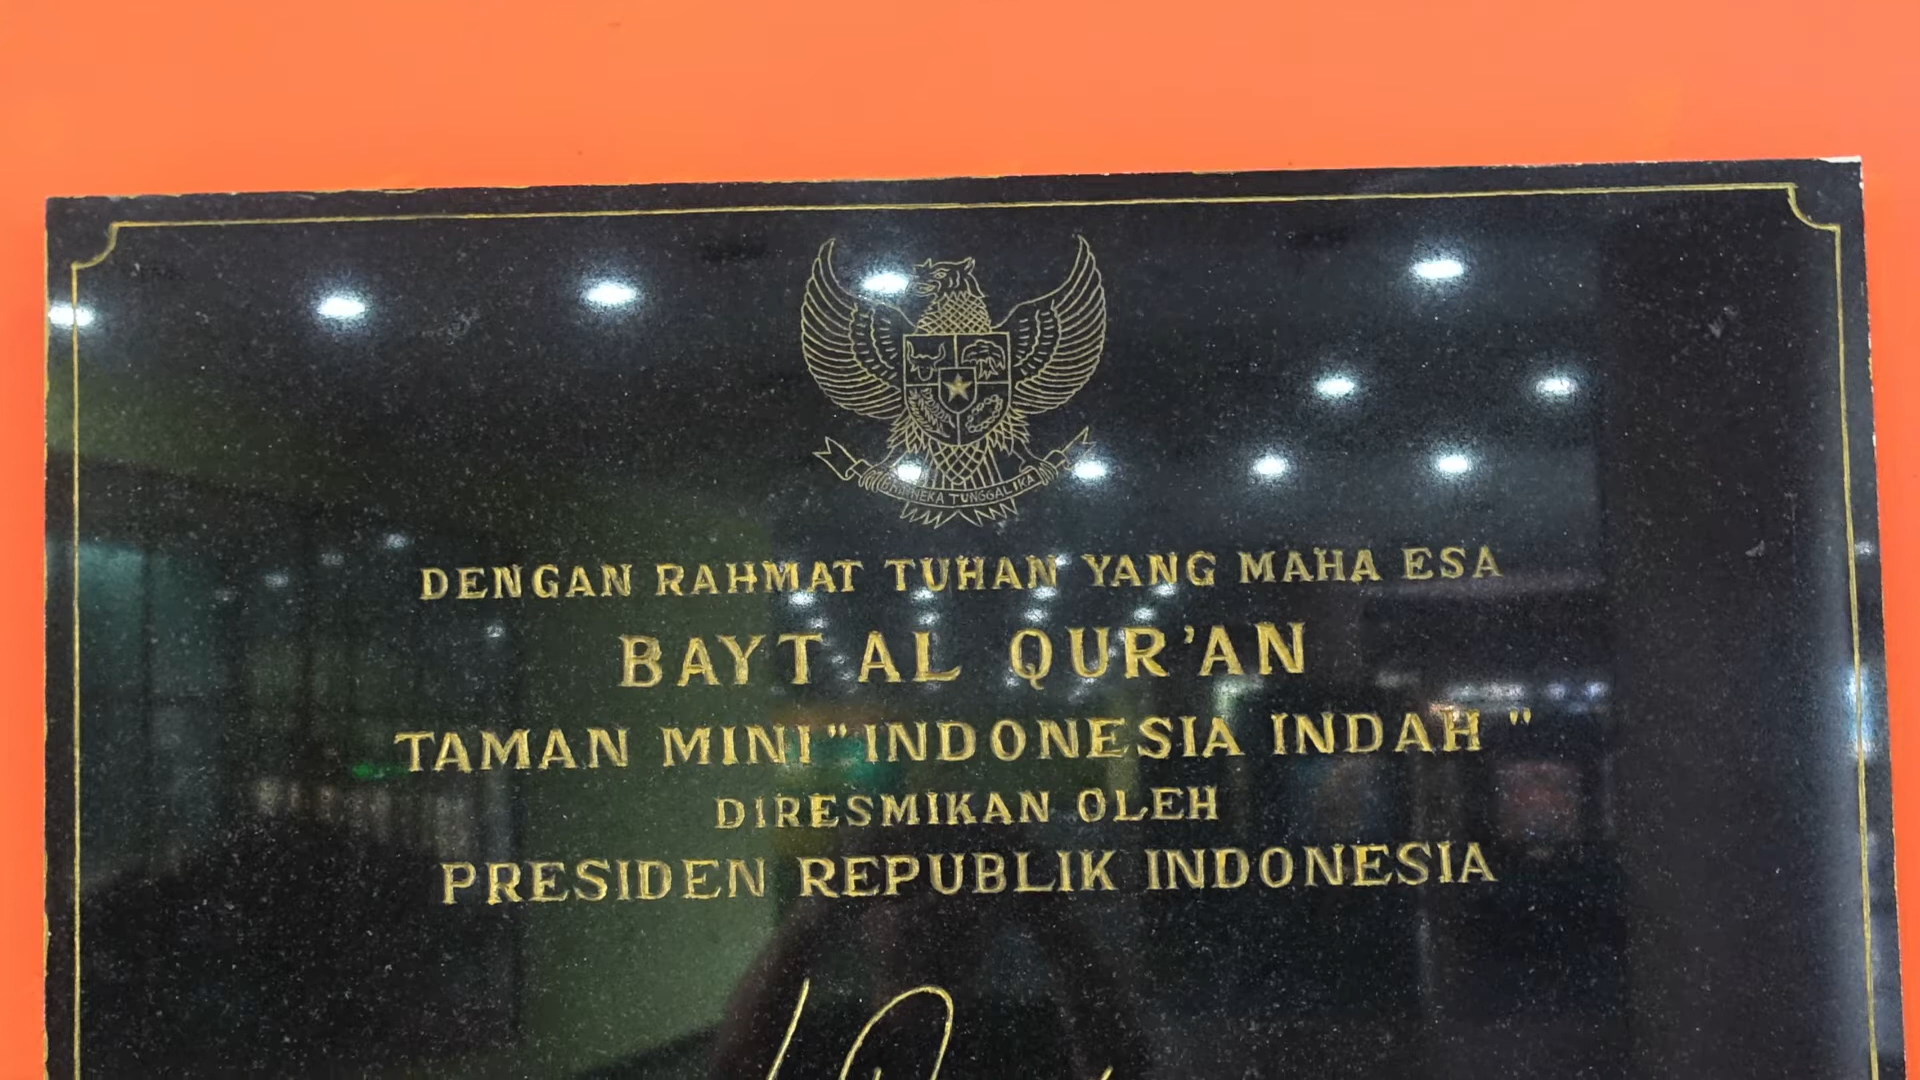 BHINNEKA TUNGGAL IKA
DENGAN RAHMAT TUHAN YANG MAHA ESA
BAYT AL QUR'AN
TAMAN MINI "INDONESIA INDAH"
DIRESMIKAN OLEH
PRESIDEN REPUBLIK INDONESIA